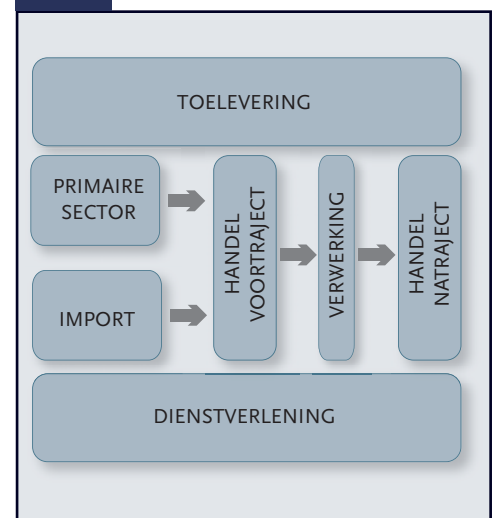 TOELEVERING
PRIMAIRE
SECTOR
IMPORT
HANDEL
VOORTRAJECT
VERWERKING
HANDEL
NATRAJECT
DIENSTVERLENING